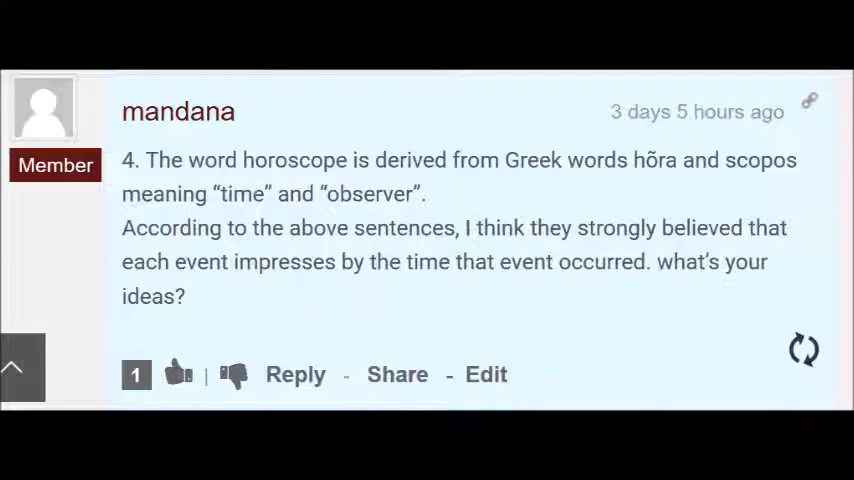 mandana
3 days 5 hours ago
Member
4. The word horoscope is derived from Greek words hõra and scopos
meaning “time” and “observer”.
According to the above sentences, I think they strongly believed that
each event impresses by the time that event occurred. what's your
ideas?
1 | Reply - Share - Edit